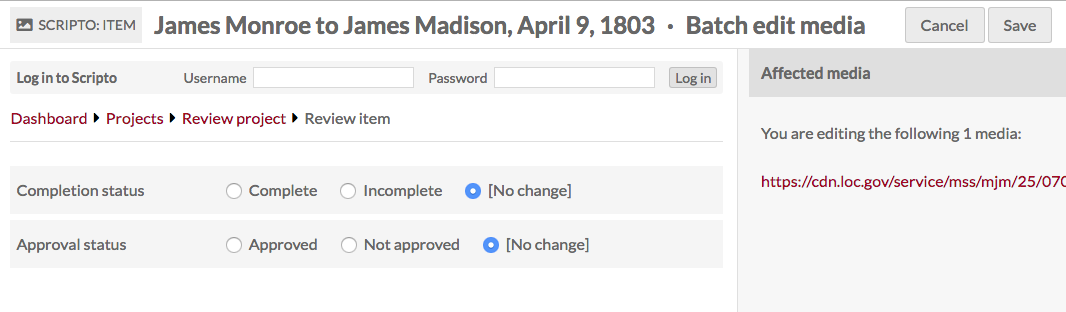 SCRIPTO: ITEM James Monroe to James Madison, April 9, 1803 · Batch edit media Cancel Save
Log in to Scripto Username Password Log in
Affected media
Dashboard Projects Review project Review item
You are editing the following 1 media:
https://cdn.loc.gov/service/mss/mjm/25/070
Completion status Complete Incomplete [No change]
Approval status Approved Not approved [No change]